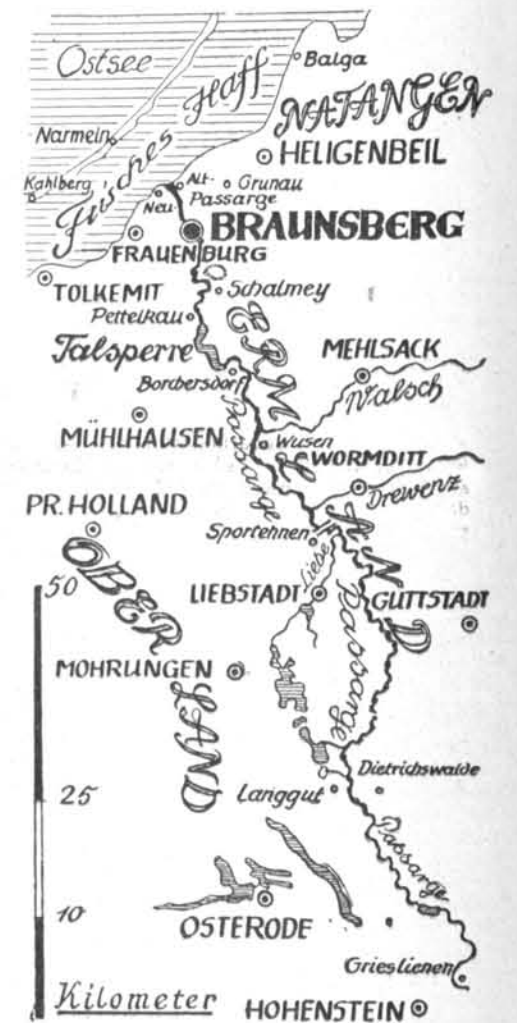 Ostsee
Balga
Frisches Haff
NATANGEN
Narmeln
HELIGENBEIL
Kahlberg
Alt-
Grunau
Neu
Passarge
BRAUNSBERG
FRAUENBURG
TOLKEMIT
Schalmey
Pettelkau
ERMLAND
Talsperre
MEHLSACK
Borchersdorf
Walsch
Passarge
MÜHLHAUSEN
Wusen
WORMDITT
PR. HOLLAND
Drewenz
Sportehnen
OBERLAND
50
LIEBSTADT
Liebe
GUTTSTADT
Passarge
MOHRUNGEN
25
Langgut
Dietrichswalde
Passarge
10
OSTERODE
Grieslienen
Kilometer
HOHENSTEIN